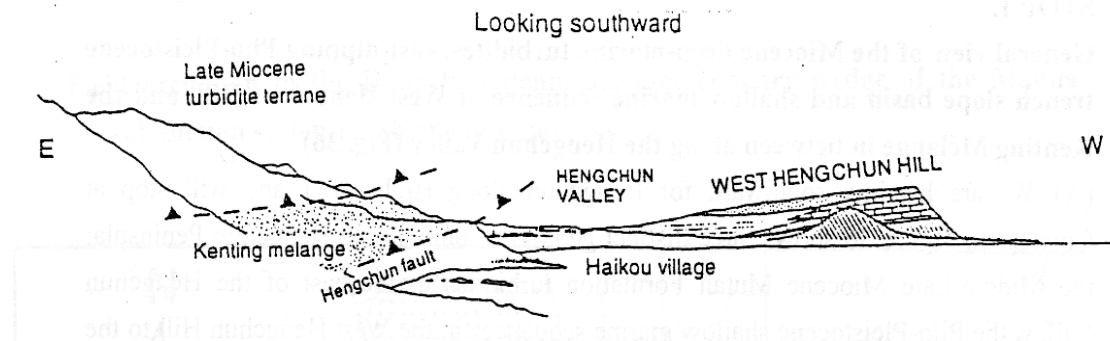 Looking southward
Late Miocene
turbidite terrane
E
W
HENGCHUN
VALLEY
WEST HENGCHUN HILL
Kenting melange
Hengchun fault
Haikou village